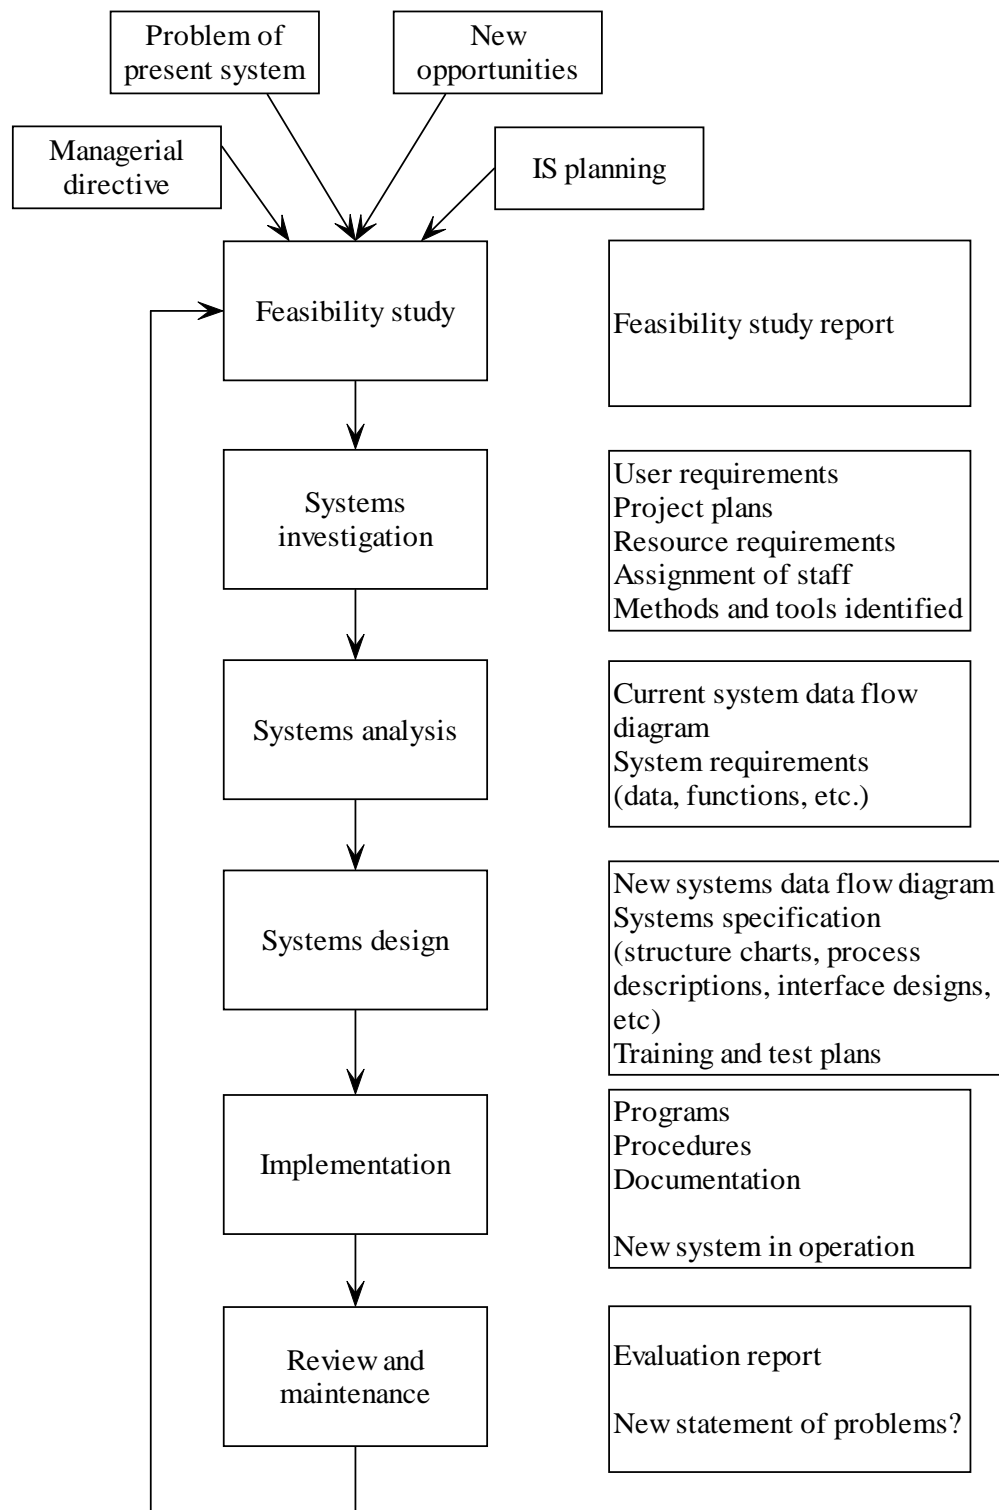 Problem of
present system
New
opportunities
Managerial
directive
IS planning
Feasibility study
Feasibility study report
Systems
investigation
User requirements
Project plans
Resource requirements
Assignment of staff
Methods and tools identified
Systems analysis
Current system data flow
diagram
System requirements
(data, functions, etc.)
Systems design
New systems data flow diagram
Systems specification
(structure charts, process
descriptions, interface designs,
etc)
Training and test plans
Implementation
Programs
Procedures
Documentation
New system in operation
Review and
maintenance
Evaluation report
New statement of problems?